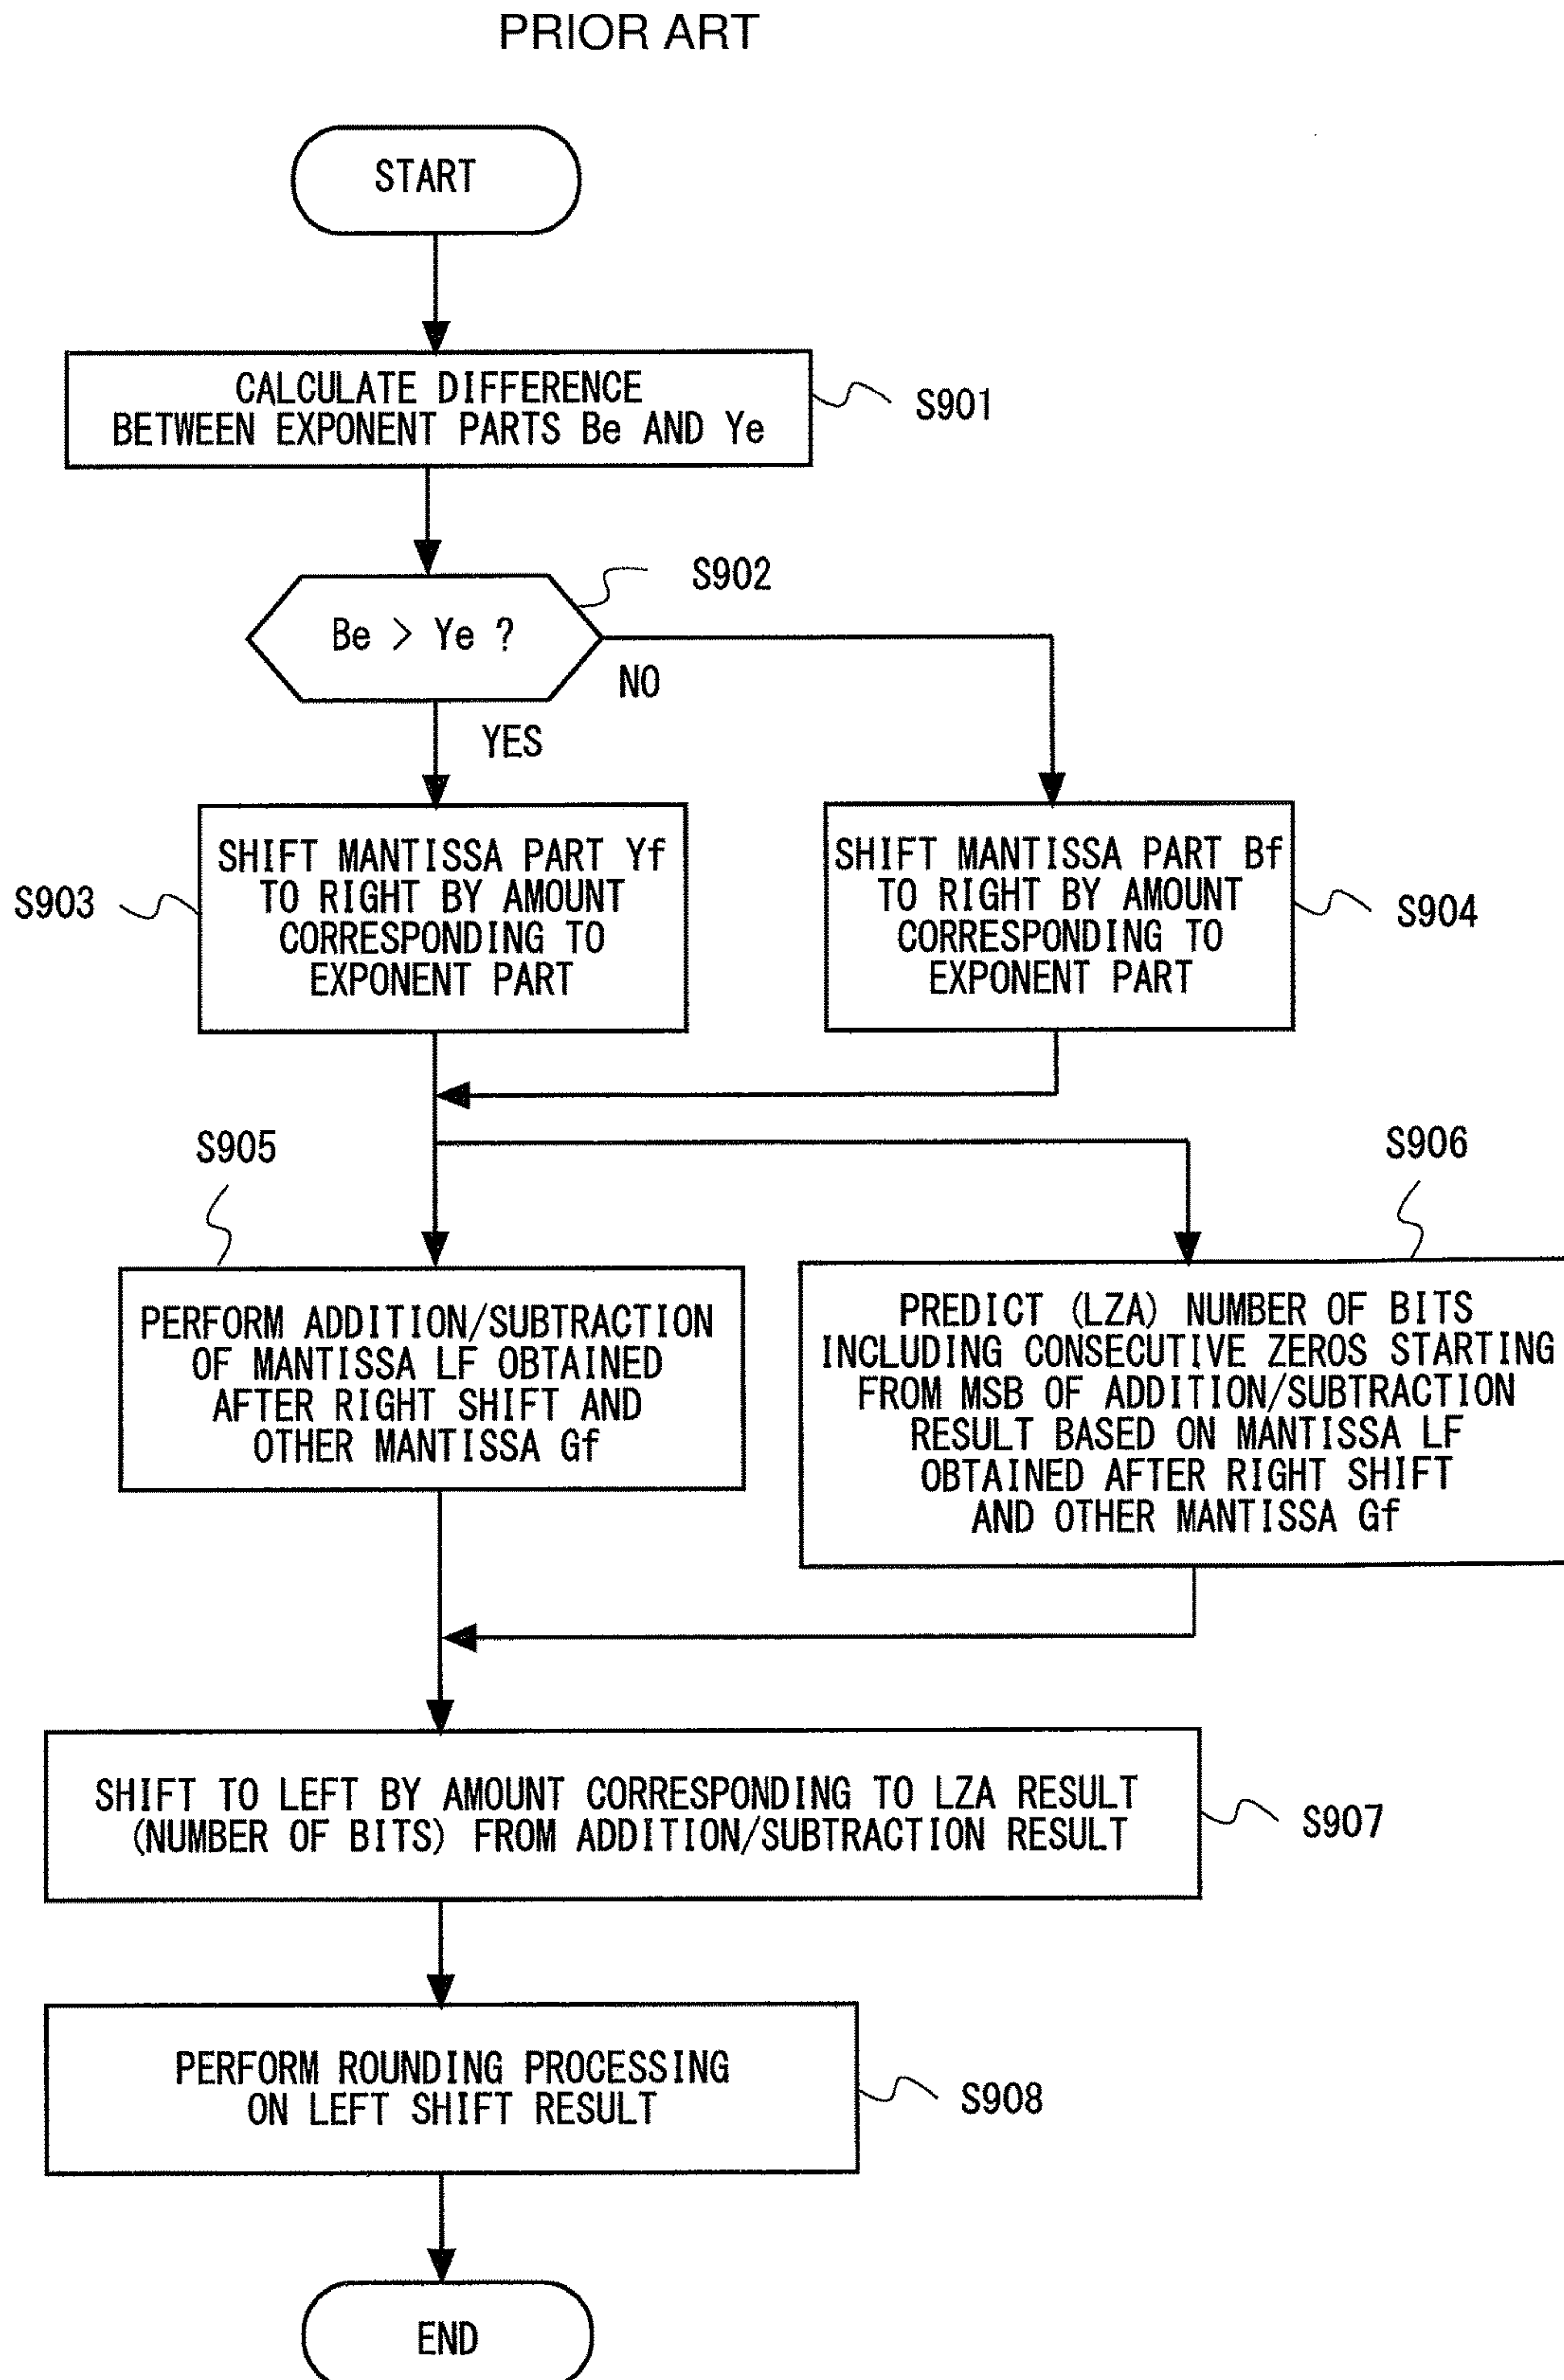 PRIOR ART
START
CALCULATE DIFFERENCE
BETWEEN EXPONENT PARTS Be AND Ye
S901
Be > Ye ?
S902
NO
YES
SHIFT MANTISSA PART Yf
TO RIGHT BY AMOUNT
CORRESPONDING TO
EXPONENT PART
S903
SHIFT MANTISSA PART Bf
TO RIGHT BY AMOUNT
CORRESPONDING TO
EXPONENT PART
S904
S905
PERFORM ADDITION/SUBTRACTION
OF MANTISSA LF OBTAINED
AFTER RIGHT SHIFT AND
OTHER MANTISSA Gf
S906
PREDICT (LZA) NUMBER OF BITS
INCLUDING CONSECUTIVE ZEROS STARTING
FROM MSB OF ADDITION/SUBTRACTION
RESULT BASED ON MANTISSA LF
OBTAINED AFTER RIGHT SHIFT
AND OTHER MANTISSA Gf
SHIFT TO LEFT BY AMOUNT CORRESPONDING TO LZA RESULT
(NUMBER OF BITS) FROM ADDITION/SUBTRACTION RESULT
S907
PERFORM ROUNDING PROCESSING
ON LEFT SHIFT RESULT
S908
END